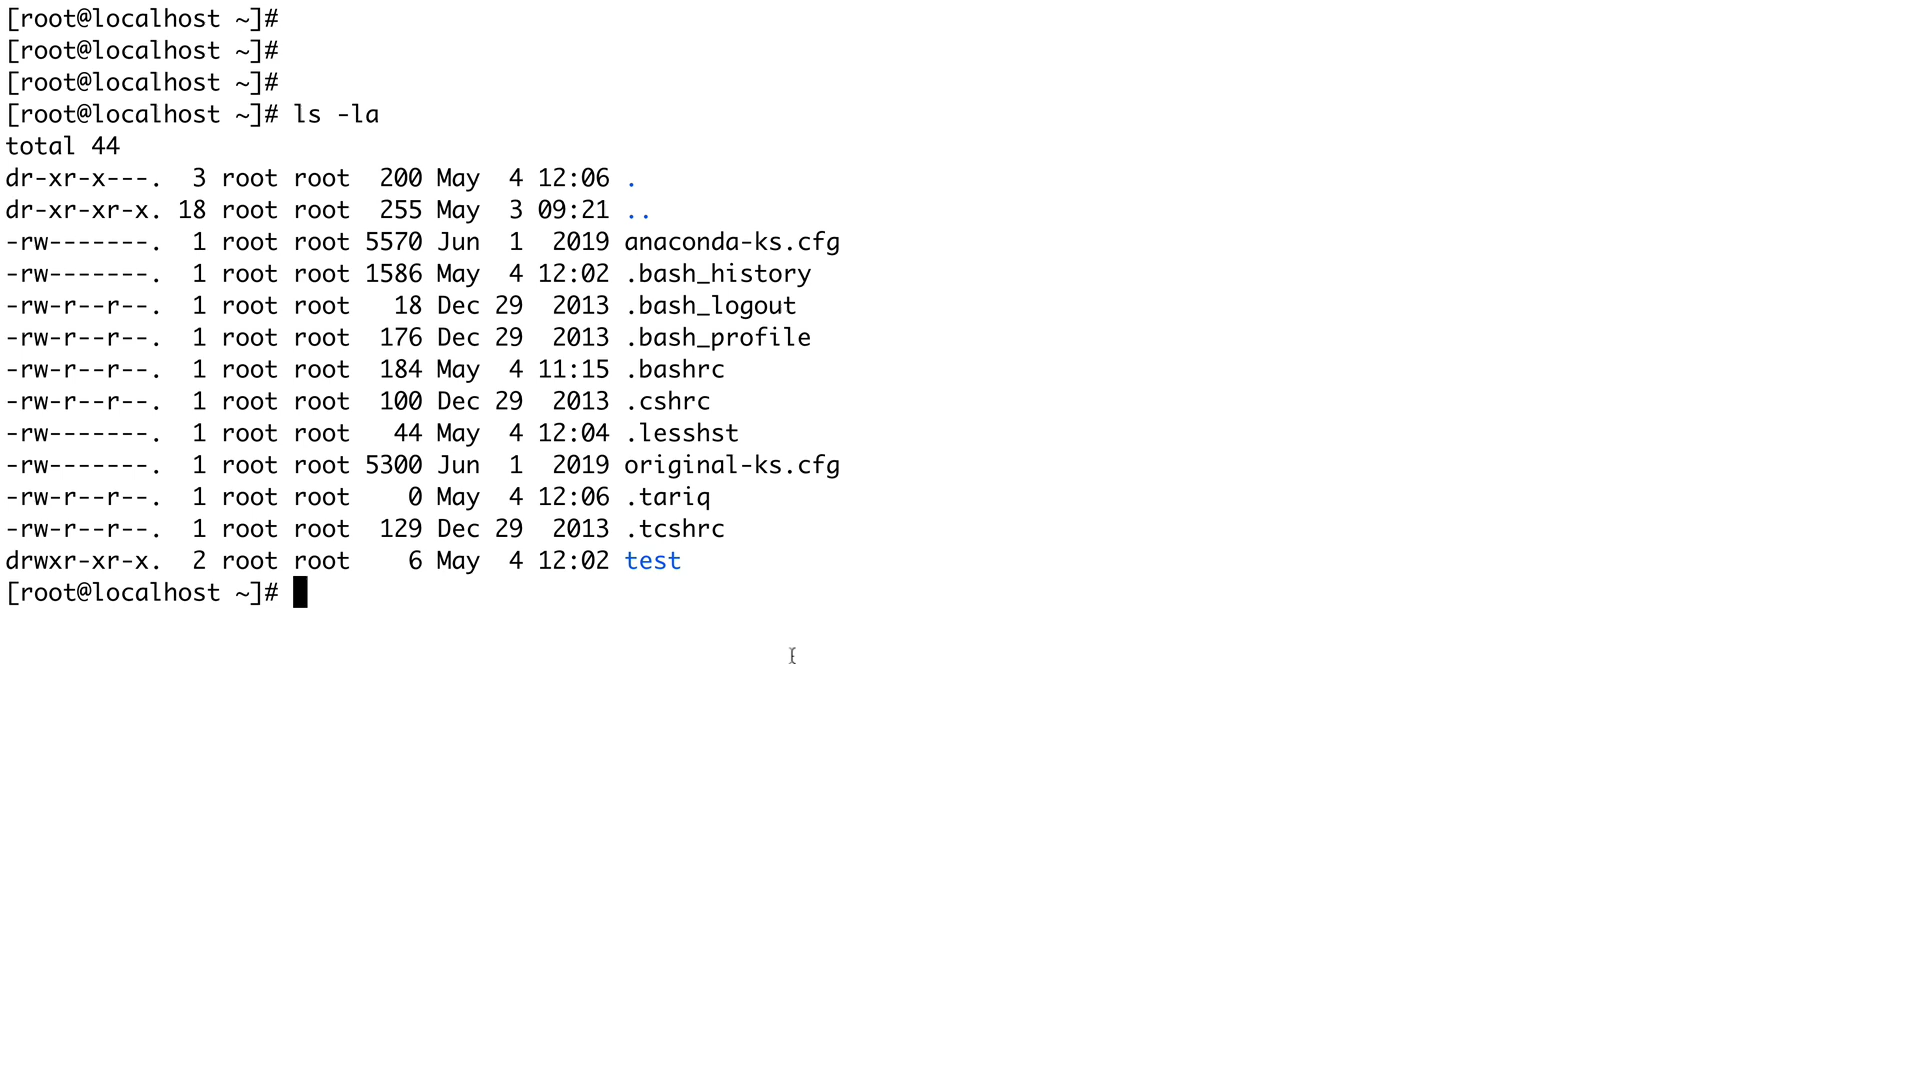 [root@localhost ~]#
[root@localhost ~]#
[root@localhost ~]#
[root@localhost ~]# ls -la
total 44
dr-xr-x---.  3 root root  200 May  4 12:06 .
dr-xr-xr-x. 18 root root  255 May  3 09:21 ..
-rw-------.  1 root root 5570 Jun  1  2019 anaconda-ks.cfg
-rw-------.  1 root root 1586 May  4 12:02 .bash_history
-rw-r--r--.  1 root root   18 Dec 29  2013 .bash_logout
-rw-r--r--.  1 root root  176 Dec 29  2013 .bash_profile
-rw-r--r--.  1 root root  184 May  4 11:15 .bashrc
-rw-r--r--.  1 root root  100 Dec 29  2013 .cshrc
-rw-------.  1 root root   44 May  4 12:04 .lesshst
-rw-------.  1 root root 5300 Jun  1  2019 original-ks.cfg
-rw-r--r--.  1 root root    0 May  4 12:06 .tariq
-rw-r--r--.  1 root root  129 Dec 29  2013 .tcshrc
drwxr-xr-x.  2 root root    6 May  4 12:02 test
[root@localhost ~]#